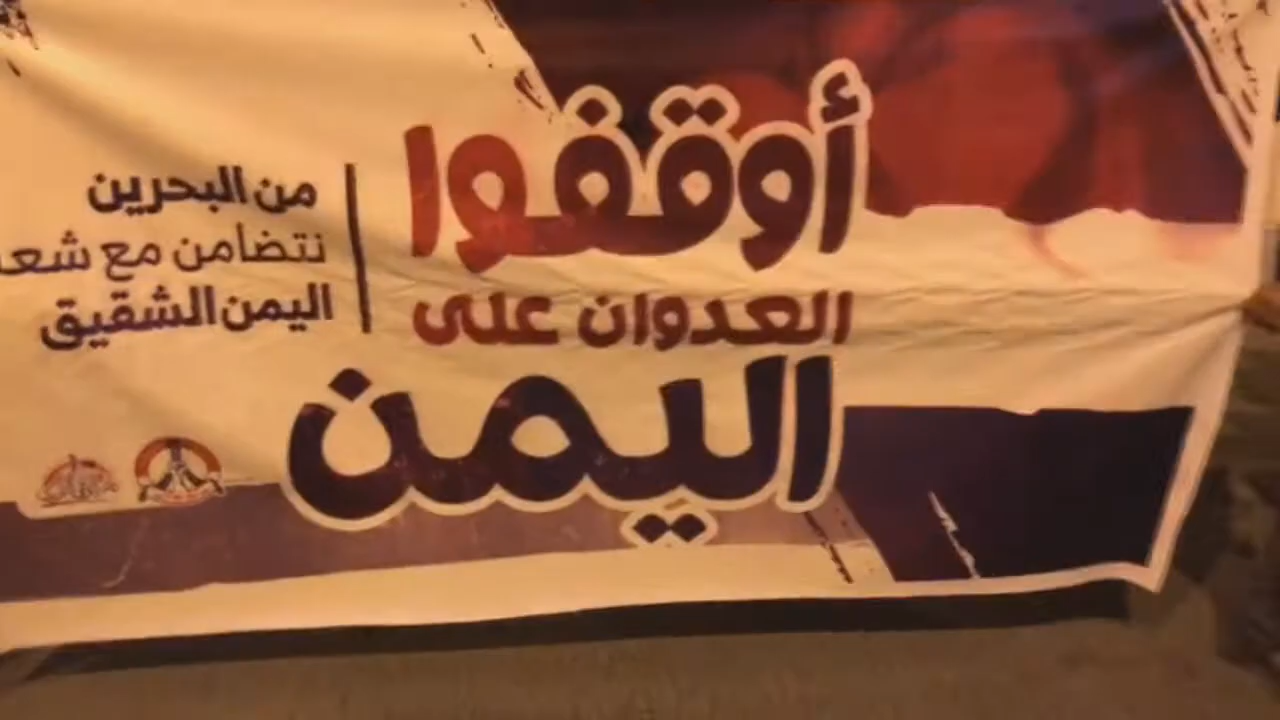 أوقفوا
العدوان على
اليمن
من البحرين
نتضامن مع
اليمن الشقيق